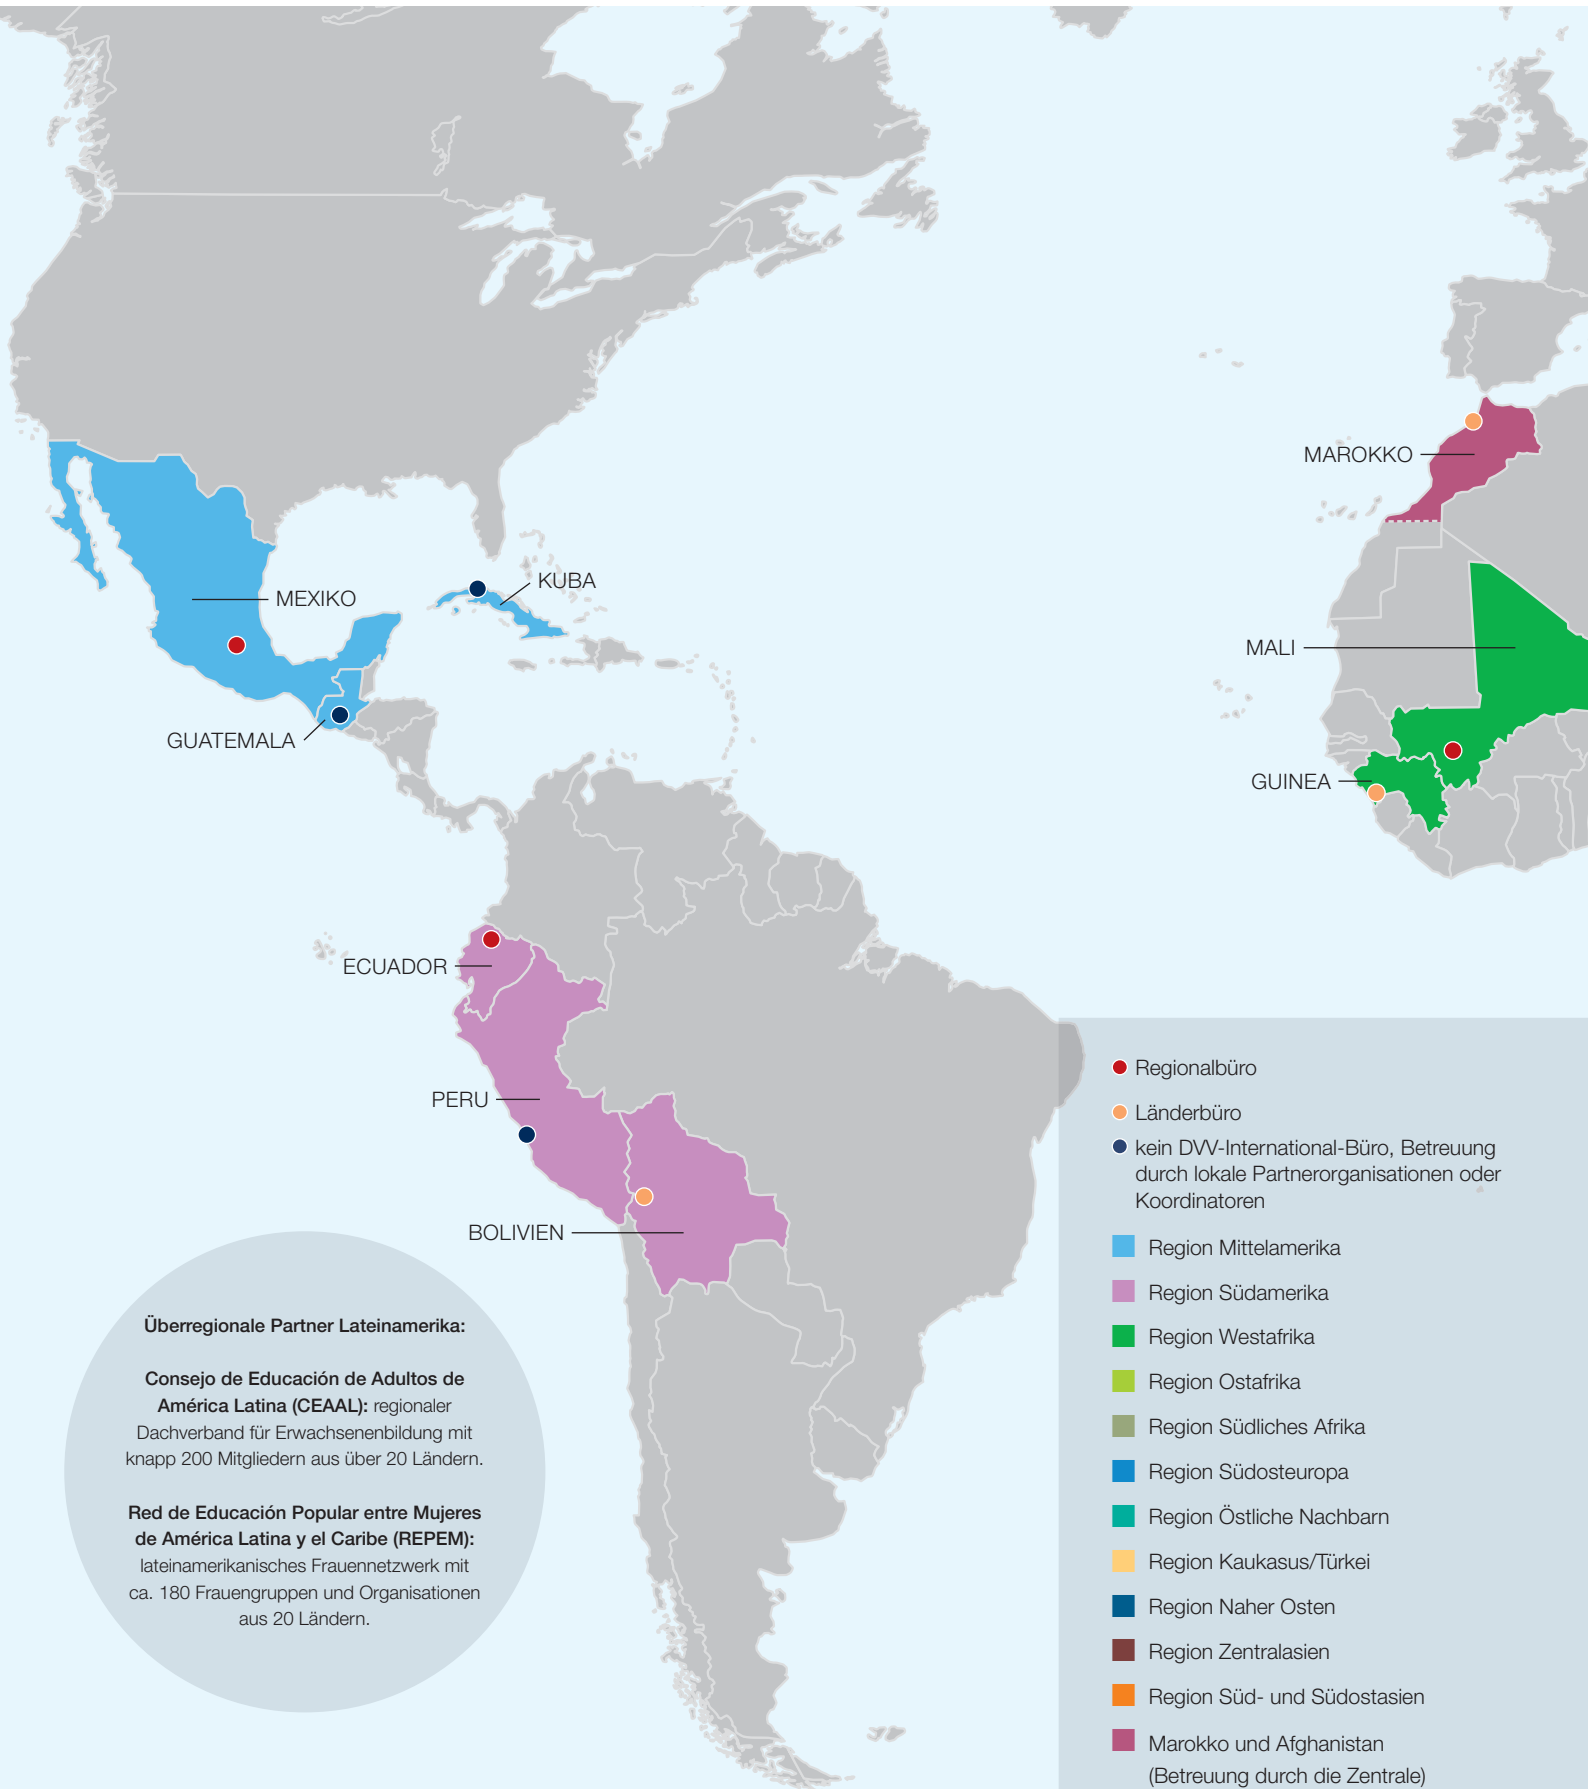 MAROKKO
KUBA
MEXIKO
MALI
GUATEMALA
GUINEA
ECUADOR
PERU
BOLIVIEN
Regionalbüro
Länderbüro
kein DVV-International-Büro, Betreuung
durch lokale Partnerorganisationen oder
Koordinatoren
Region Mittelamerika
Region Südamerika
Region Westafrika
Region Ostafrika
Region Südliches Afrika
Region Südosteuropa
Region Östliche Nachbarn
Region Kaukasus/Türkei
Region Naher Osten
Region Zentralasien
Region Süd- und Südostasien
Marokko und Afghanistan
(Betreuung durch die Zentrale)
Überregionale Partner Lateinamerika:
Consejo de Educación de Adultos de
América Latina (CEAAL): regionaler
Dachverband für Erwachsenenbildung mit
knapp 200 Mitgliedern aus über 20 Ländern.
Red de Educación Popular entre Mujeres
de América Latina y el Caribe (REPEM):
lateinamerikanisches Frauennetzwerk mit
ca. 180 Frauengruppen und Organisationen
aus 20 Ländern.